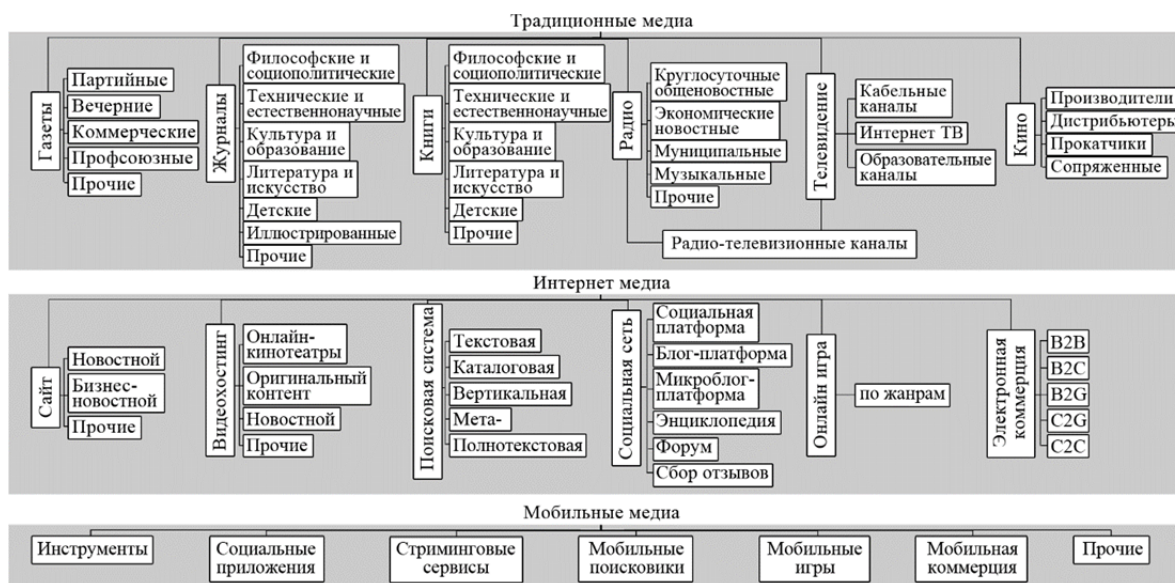 Традиционные медиа
Газеты
Партийные
Вечерние
Коммерческие
Профсоюзные
Прочие
Журналы
Философские и
социополитические
Технические и
естественнонаучные
Культура и
образование
Литература и
искусство
Детские
Иллюстрированные
Прочие
Книги
Философские и
социополитические
Технические и
естественнонаучные
Культура и
образование
Литература и
искусство
Детские
Прочие
Радио
Круглосуточные
общеновостные
Экономические
новостные
Муниципальные
Музыкальные
Прочие
Телевидение
Кабельные
каналы
Интернет ТВ
Образовательные
каналы
Радио-телевизионные каналы
Кино
Производители
Дистрибьютеры
Прокатчики
Сопряженные
Интернет медиа
Сайт
Новостной
Бизнес-
новостной
Прочие
Видеохостинг
Онлайн-
кинотеатры
Оригинальный
контент
Новостной
Прочие
Поисковая система
Текстовая
Каталоговая
Вертикальная
Мета-
Полнотекстовая
Социальная сеть
Социальная
платформа
Блог-платформа
Микроблог-
платформа
Энциклопедия
Форум
Сбор отзывов
Онлайн игра
по жанрам
Электронная
коммерция
B2B
B2C
B2G
C2G
C2C
Мобильные медиа
Инструменты
Социальные
приложения
Стриминговые
сервисы
Мобильные
поисковики
Мобильные
игры
Мобильная
коммерция
Прочие